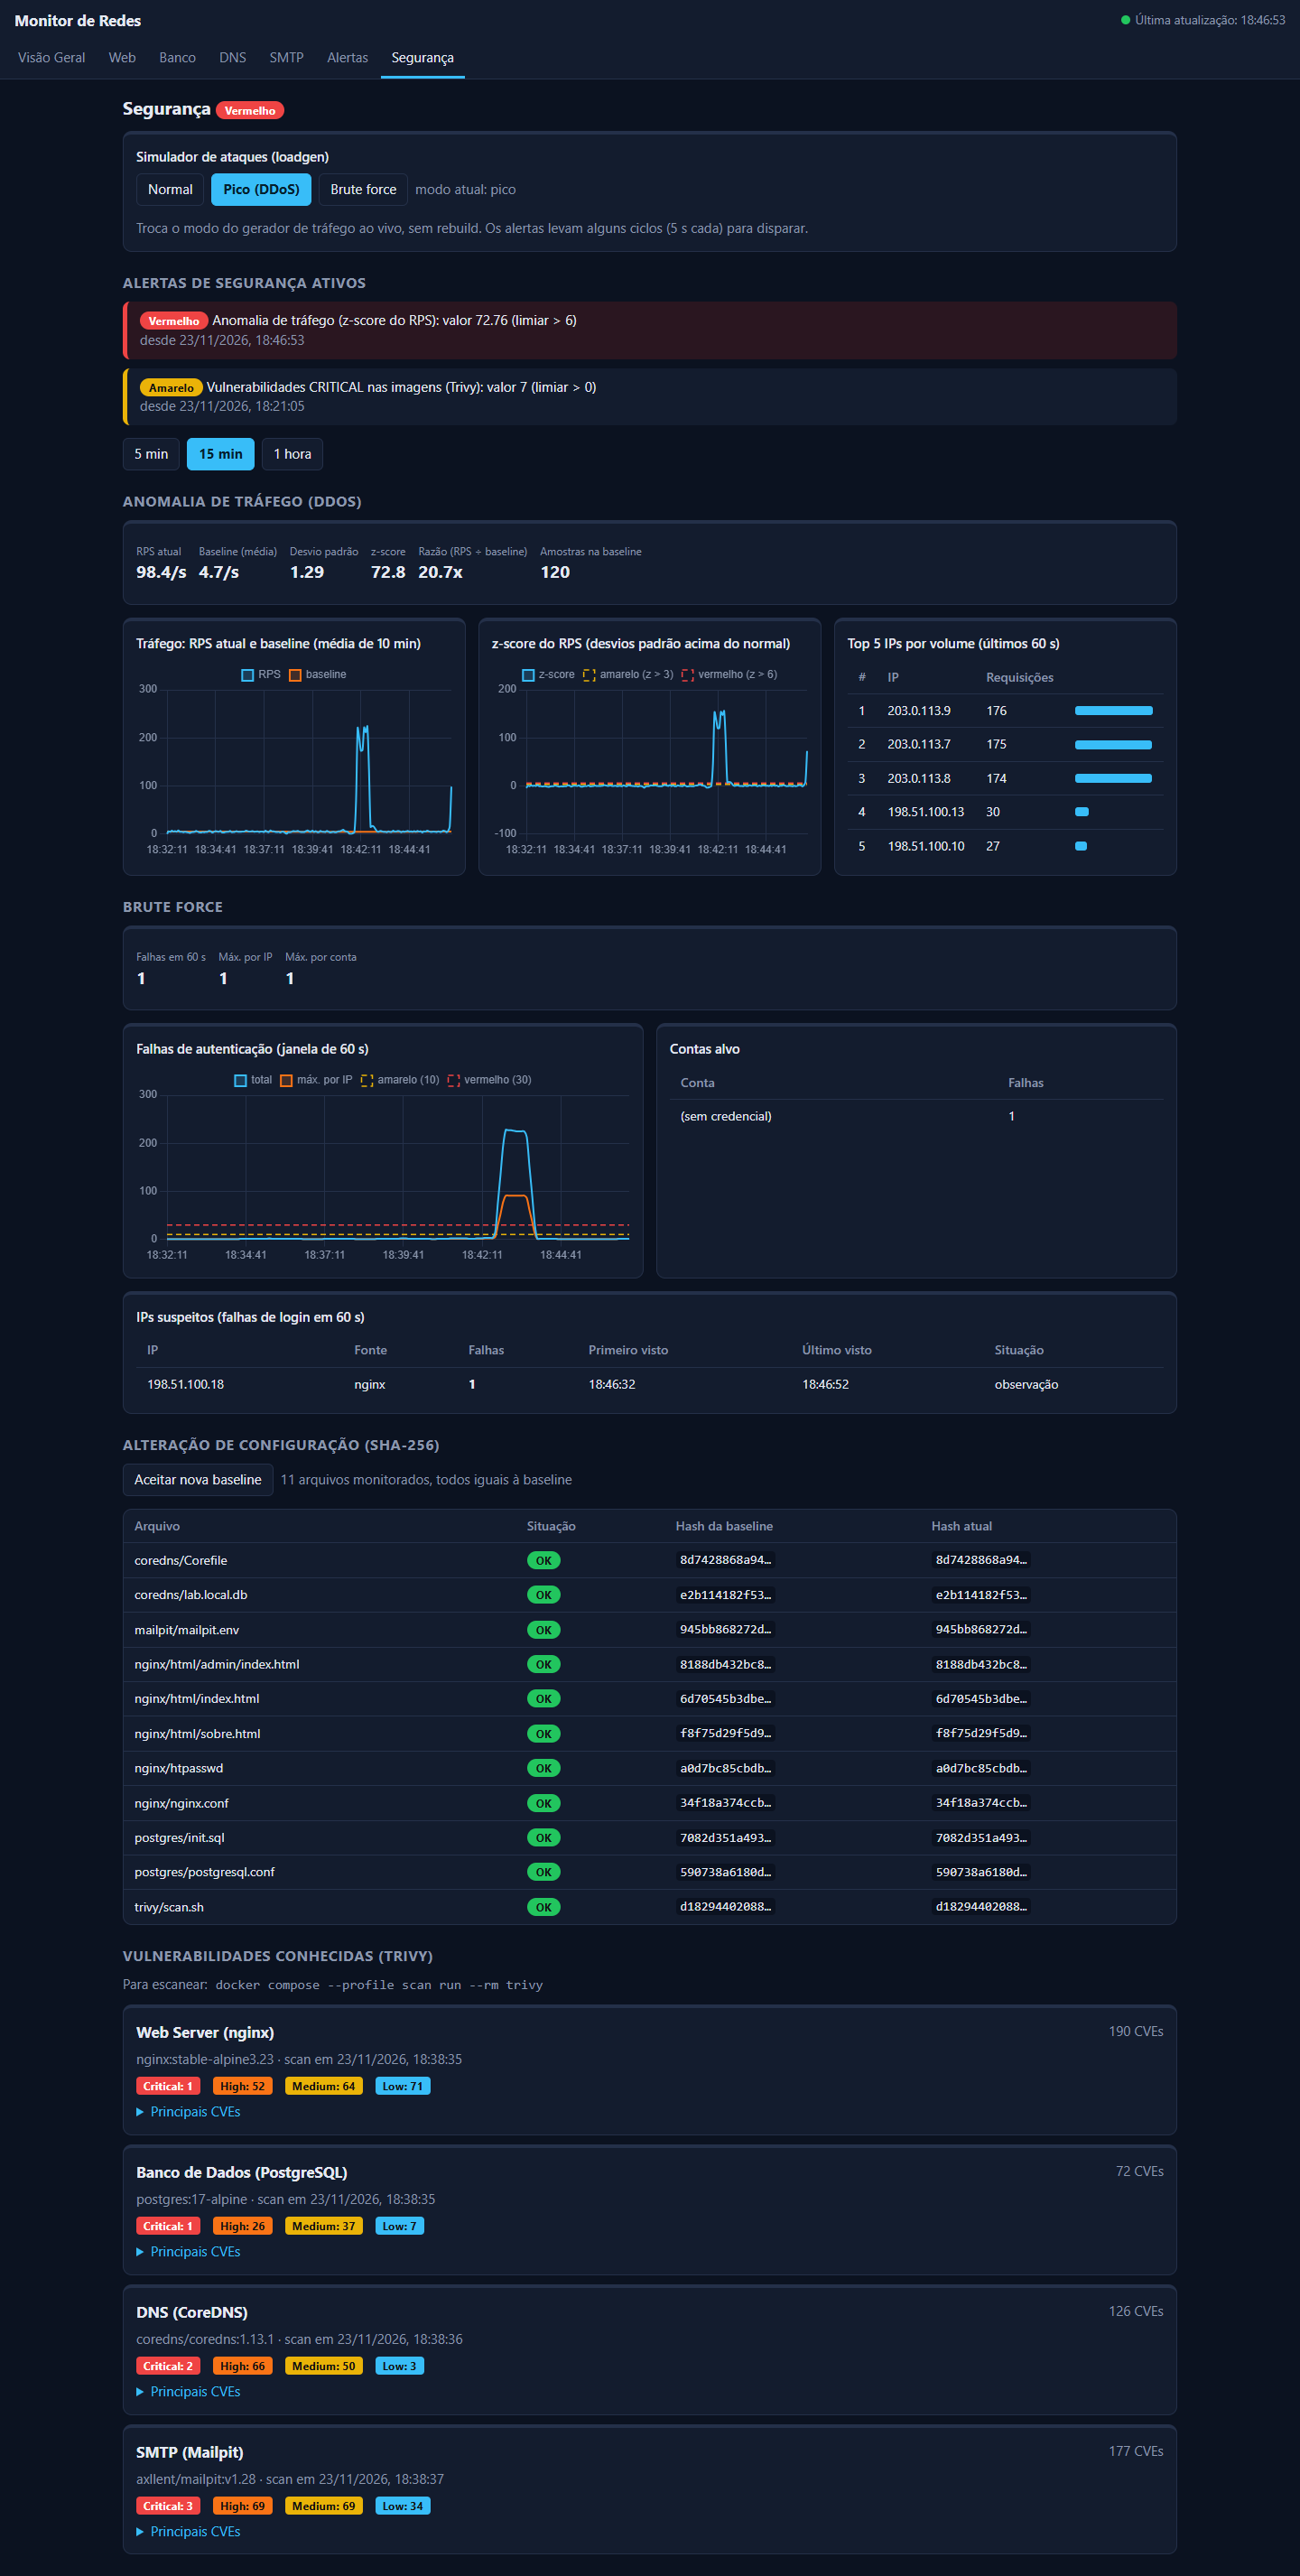 Monitor de Redes
Última atualização: 18:46:53
Visão Geral Web Banco DNS SMTP Alertas Segurança
Segurança Vermelho
Simulador de ataques (loadgen)
Normal Pico (DDoS) Brute force modo atual: pico
Troca o modo do gerador de tráfego ao vivo, sem rebuild. Os alertas levam alguns ciclos (5 s cada) para disparar.
ALERTAS DE SEGURANÇA ATIVOS
Vermelho Anomalia de tráfego (z-score do RPS): valor 72.76 (limiar > 6)
desde 23/11/2026, 18:46:53
Amarelo Vulnerabilidades CRITICAL nas imagens (Trivy): valor 7 (limiar > 0)
desde 23/11/2026, 18:21:05
5 min 15 min 1 hora
ANOMALIA DE TRÁFEGO (DDOS)
RPS atual Baseline (média) Desvio padrão z-score Razão (RPS ÷ baseline) Amostras na baseline
98.4/s 4.7/s 1.29 72.8 20.7x 120
Tráfego: RPS atual e baseline (média de 10 min)
RPS baseline
300
200
100
0
18:32:11 18:34:41 18:37:11 18:39:41 18:42:11 18:44:41
z-score do RPS (desvios padrão acima do normal)
z-score amarelo (z > 3) vermelho (z > 6)
200
100
0
-100
18:32:11 18:34:41 18:37:11 18:39:41 18:42:11 18:44:41
Top 5 IPs por volume (últimos 60 s)
# IP Requisições
1 203.0.113.9 176
2 203.0.113.7 175
3 203.0.113.8 174
4 198.51.100.13 30
5 198.51.100.10 27
BRUTE FORCE
Falhas em 60 s Máx. por IP Máx. por conta
1 1 1
Falhas de autenticação (janela de 60 s)
total máx. por IP amarelo (10) vermelho (30)
300
200
100
0
18:32:11 18:34:41 18:37:11 18:39:41 18:42:11 18:44:41
Contas alvo
Conta Falhas
(sem credencial) 1
IPs suspeitos (falhas de login em 60 s)
IP Fonte Falhas Primeiro visto Último visto Situação
198.51.100.18 nginx 1 18:46:32 18:46:52 observação
ALTERAÇÃO DE CONFIGURAÇÃO (SHA-256)
Aceitar nova baseline 11 arquivos monitorados, todos iguais à baseline
Arquivo Situação Hash da baseline Hash atual
coredns/Corefile OK 8d7428868a94… 8d7428868a94…
coredns/lab.local.db OK e2b114182f53… e2b114182f53…
mailpit/mailpit.env OK 945bb868272d… 945bb868272d…
nginx/html/admin/index.html OK 8188db432bc8… 8188db432bc8…
nginx/html/index.html OK 6d70545b3dbe… 6d70545b3dbe…
nginx/html/sobre.html OK f8f75d29f5d9… f8f75d29f5d9…
nginx/htpasswd OK a0d7bc85cbdb… a0d7bc85cbdb…
nginx/nginx.conf OK 34f18a374ccb… 34f18a374ccb…
postgres/init.sql OK 7082d351a493… 7082d351a493…
postgres/postgresql.conf OK 590738a6180d… 590738a6180d…
trivy/scan.sh OK d18294402088… d18294402088…
VULNERABILIDADES CONHECIDAS (TRIVY)
Para escanear: docker compose --profile scan run --rm trivy
Web Server (nginx) 190 CVEs
nginx:stable-alpine3.23 · scan em 23/11/2026, 18:38:35
Critical: 1 High: 52 Medium: 64 Low: 71
Principais CVEs
Banco de Dados (PostgreSQL) 72 CVEs
postgres:17-alpine · scan em 23/11/2026, 18:38:35
Critical: 1 High: 26 Medium: 37 Low: 7
Principais CVEs
DNS (CoreDNS) 126 CVEs
coredns/coredns:1.13.1 · scan em 23/11/2026, 18:38:36
Critical: 2 High: 66 Medium: 50 Low: 3
Principais CVEs
SMTP (Mailpit) 177 CVEs
axllent/mailpit:v1.28 · scan em 23/11/2026, 18:38:37
Critical: 3 High: 69 Medium: 69 Low: 34
Principais CVEs